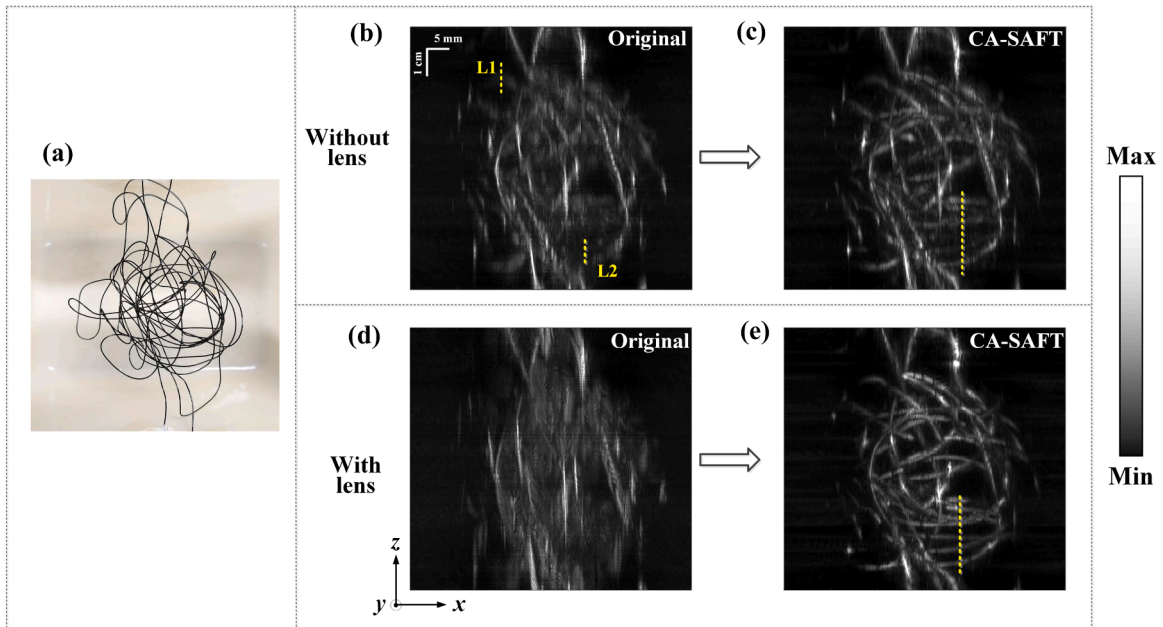 (a)
(b)
Original
5 mm
1 cm
L1
L2
Without
lens
(c)
CA-SAFT
(d)
Original
With
lens
z
y
x
(e)
CA-SAFT
Max
Min